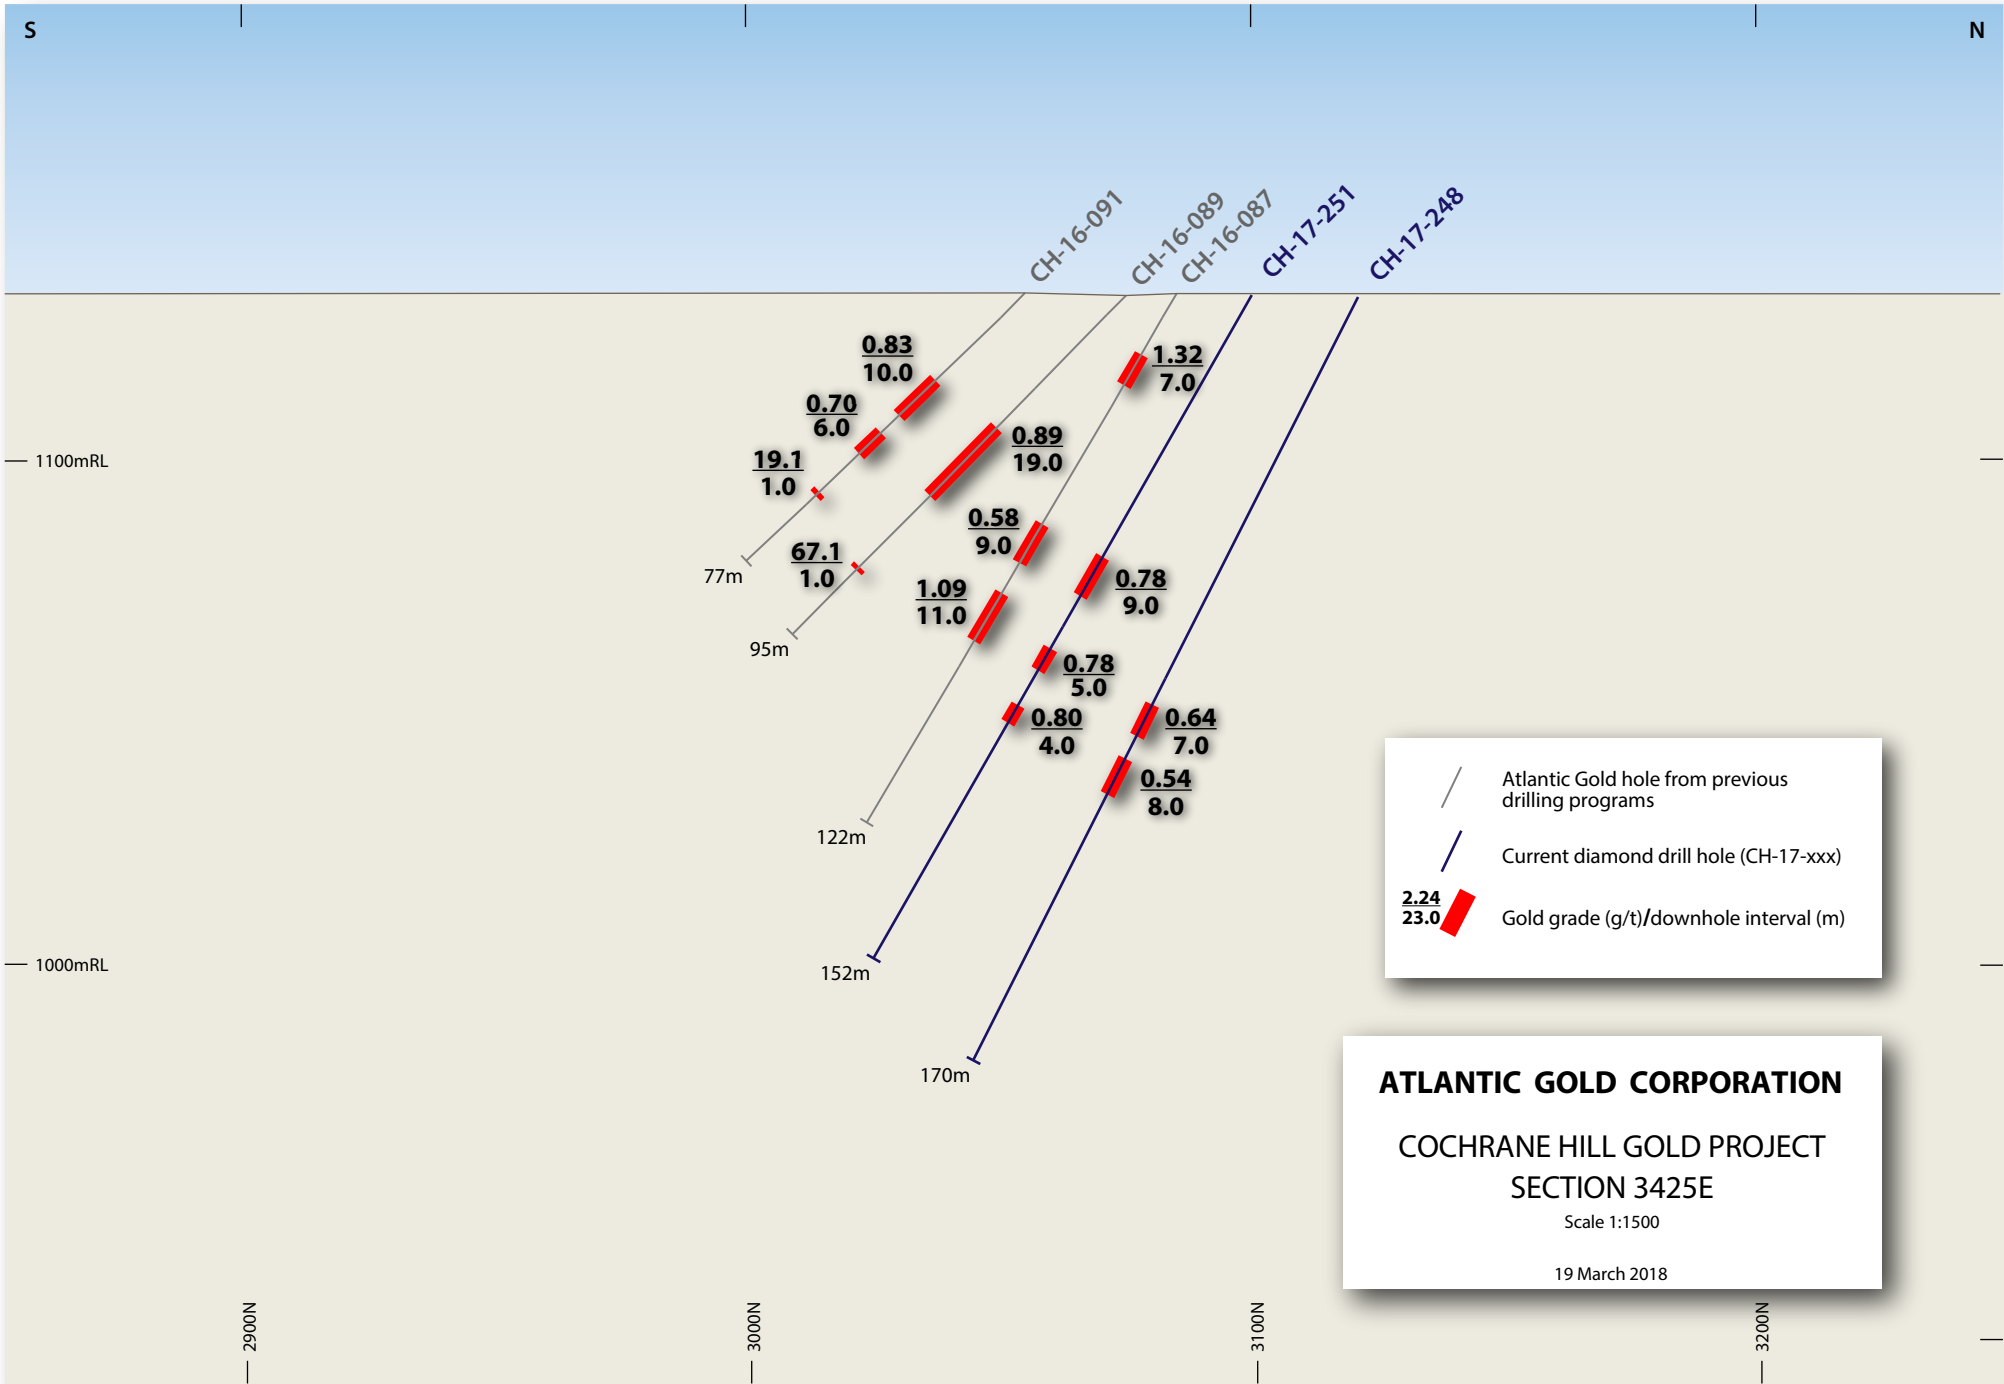 S
N
CH-16-091
CH-16-089
CH-16-087
CH-17-251
CH-17-248
0.83
10.0
0.70
6.0
19.1
1.0
1.32
7.0
0.89
19.0
67.1
1.0
0.58
9.0
1.09
11.0
0.78
9.0
0.78
5.0
0.80
4.0
0.64
7.0
0.54
8.0
1100mRL
1000mRL
77m
95m
122m
152m
170m
Atlantic Gold hole from previous
drilling programs
Current diamond drill hole (CH-17-xxx)
2.24
23.0
Gold grade (g/t)/downhole interval (m)
ATLANTIC GOLD CORPORATION
COCHRANE HILL GOLD PROJECT
SECTION 3425E
Scale 1:1500
19 March 2018
2900N
3000N
3100N
3200N